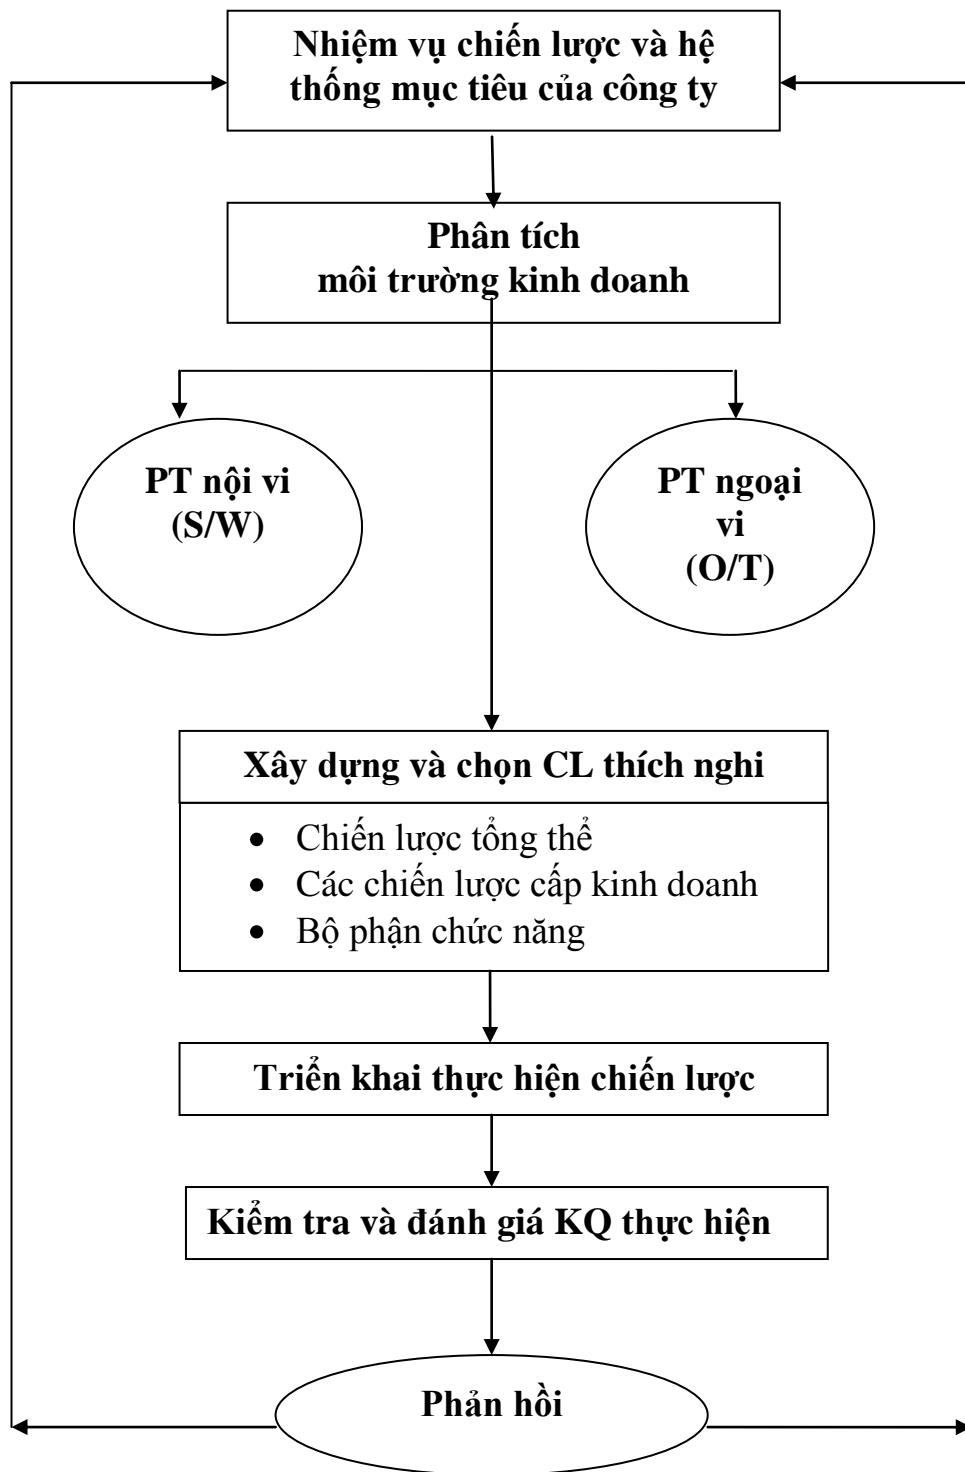 Nhiệm vụ chiến lược và hệ
thống mục tiêu của công ty
Phân tích
môi trường kinh doanh
PT nội vi
(S/W)
PT ngoại
vi
(O/T)
Xây dựng và chọn CL thích nghi
• Chiến lược tổng thể
• Các chiến lược cấp kinh doanh
• Bộ phận chức năng
Triển khai thực hiện chiến lược
Kiểm tra và đánh giá KQ thực hiện
Phản hồi